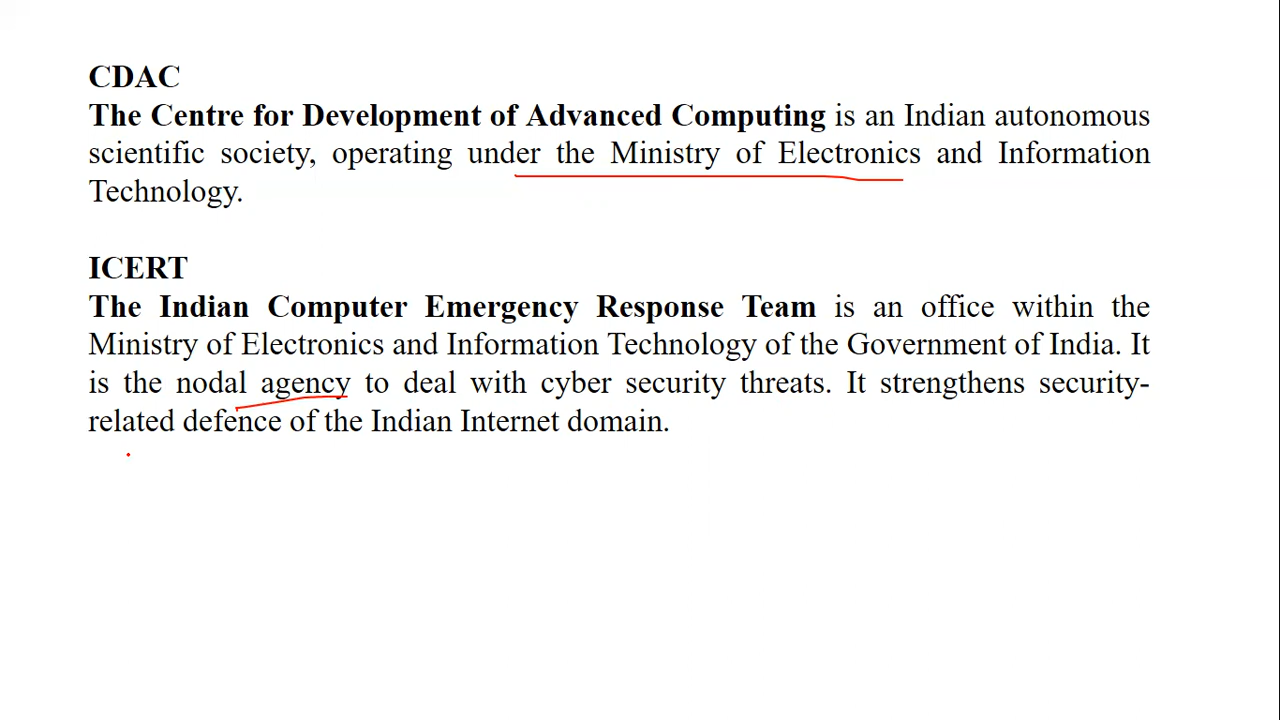 CDAC
The Centre for Development of Advanced Computing is an Indian autonomous
scientific society, operating under the Ministry of Electronics and Information
Technology.
ICERT
The Indian Computer Emergency Response Team is an office within the
Ministry of Electronics and Information Technology of the Government of India. It
is the nodal agency to deal with cyber security threats. It strengthens security-
related defence of the Indian Internet domain.